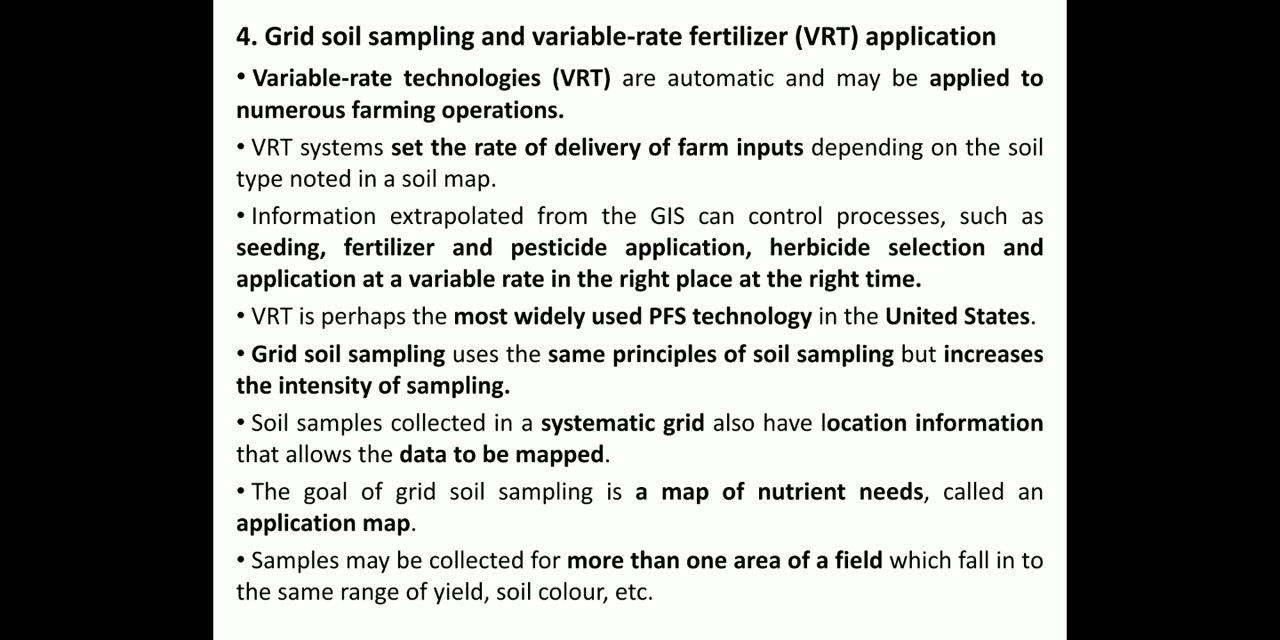 4. Grid soil sampling and variable-rate fertilizer (VRT) application
• Variable-rate technologies (VRT) are automatic and may be applied to
numerous farming operations.
• VRT systems set the rate of delivery of farm inputs depending on the soil
type noted in a soil map.
• Information extrapolated from the GIS can control processes, such as
seeding, fertilizer and pesticide application, herbicide selection and
application at a variable rate in the right place at the right time.
• VRT is perhaps the most widely used PFS technology in the United States.
• Grid soil sampling uses the same principles of soil sampling but increases
the intensity of sampling.
• Soil samples collected in a systematic grid also have location information
that allows the data to be mapped.
• The goal of grid soil sampling is a map of nutrient needs, called an
application map.
• Samples may be collected for more than one area of a field which fall in to
the same range of yield, soil colour, etc.